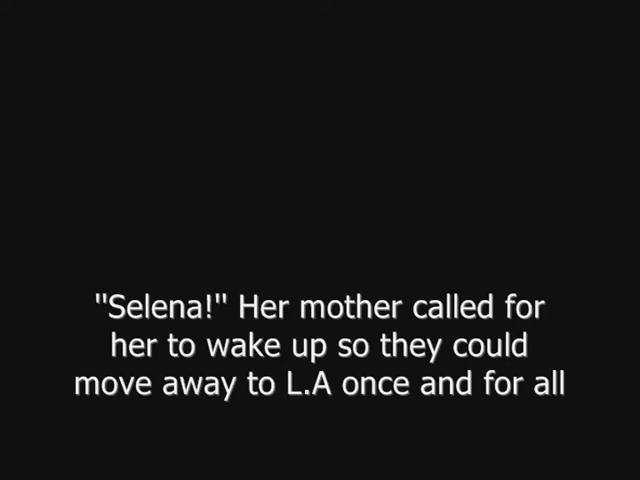 "Selena!" Her mother called for
her to wake up so they could
move away to L.A once and for all